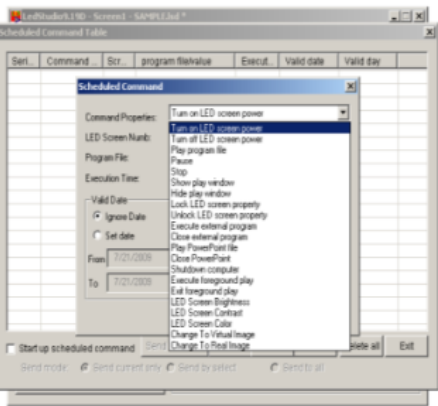 LedStudio9.19D - Screen1 - SAMPLE.lsd *
Scheduled Command Table
Seri... Command ... Scr... program file/value Execut... Valid date Valid day
Scheduled Command
Command Properties: Turn on LED screen power
Turn on LED screen power
LED Screen Numb:
Turn off LED screen power
Play program file
Program File:
Pause
Stop
Execution Time:
Show play window
Hide play window
Valid Date
Lock LED screen property
Ignore Date
Unlock LED screen property
Execute external program
Set date
Close external program
Play PowerPoint file
From 7/21/2009
Close PowerPoint
Shutdown computer
To 7/21/2009
Execute foreground play
Exit foreground play
LED Screen Brightness
LED Screen Contrast
LED Screen Color
Change To Virtual Image
Change To Real Image
Start up scheduled command Send elete all Exit
Send mode: Send current only Send by select Send to all